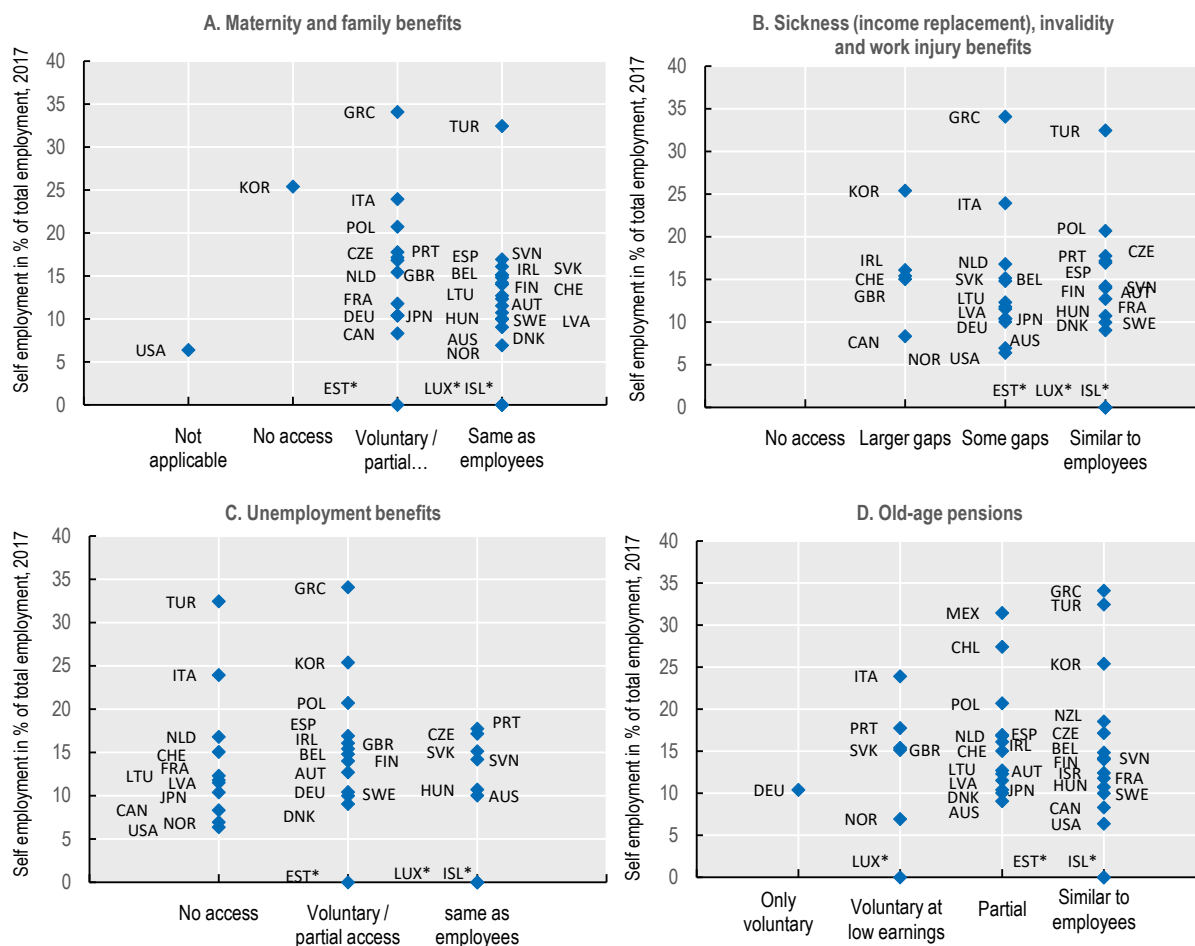 A. Maternity and family benefits
Self employment in % of total employment, 2017
40
35
30
25
20
15
10
5
0
GRC
TUR
KOR
ITA
POL
CZE
PRT
NLD
GBR
FRA
DEU
JPN
CAN
USA
ESP
SVN
BEL
IRL
SVK
FIN
CHE
LTU
AUT
HUN
SWE
LVA
AUS
DNK
NOR
EST*
LUX* ISL*
Not applicable
No access
Voluntary / partial…
Same as employees
B. Sickness (income replacement), invalidity
and work injury benefits
Self employment in % of total employment, 2017
40
35
30
25
20
15
10
5
0
GRC
TUR
KOR
ITA
POL
IRL
CHE
GBR
CAN
NLD
SVK
BEL
LTU
LVA
JPN
DEU
AUS
NOR
USA
PRT
CZE
ESP
FIN
SVN
AUT
HUN
FRA
DNK
SWE
EST*
LUX*
ISL*
No access
Larger gaps
Some gaps
Similar to employees
C. Unemployment benefits
Self employment in % of total employment, 2017
40
35
30
25
20
15
10
5
0
TUR
ITA
NLD
CHE
FRA
LTU
LVA
JPN
CAN
NOR
USA
GRC
KOR
POL
ESP
IRL
GBR
BEL
FIN
AUT
DEU
SWE
DNK
PRT
CZE
SVK
SVN
HUN
AUS
EST*
LUX*
ISL*
No access
Voluntary / partial access
same as employees
D. Old-age pensions
Self employment in % of total employment, 2017
40
35
30
25
20
15
10
5
0
DEU
ITA
PRT
SVK
GBR
NOR
MEX
CHL
POL
NLD
ESP
IRL
CHE
LTU
AUT
LVA
JPN
DNK
AUS
GRC
TUR
KOR
NZL
CZE
BEL
FIN
SVN
ISR
FRA
HUN
SWE
CAN
USA
LUX*
EST*
ISL*
Only voluntary
Voluntary at low earnings
Partial
Similar to employees